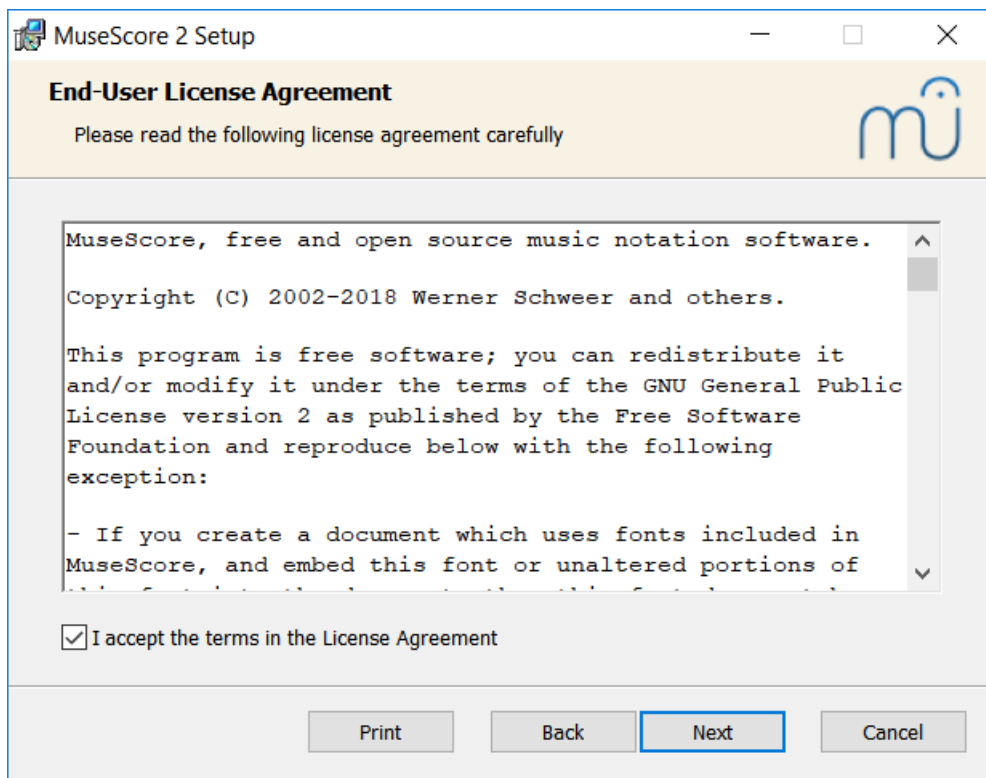 MuseScore 2 Setup
End-User License Agreement
Please read the following license agreement carefully
mu
MuseScore, free and open source music notation software.
Copyright (C) 2002-2018 Werner Schweer and others.
This program is free software; you can redistribute it
and/or modify it under the terms of the GNU General Public
License version 2 as published by the Free Software
Foundation and reproduce below with the following
exception:
- If you create a document which uses fonts included in
MuseScore, and embed this font or unaltered portions of
I accept the terms in the License Agreement
Print Back Next Cancel